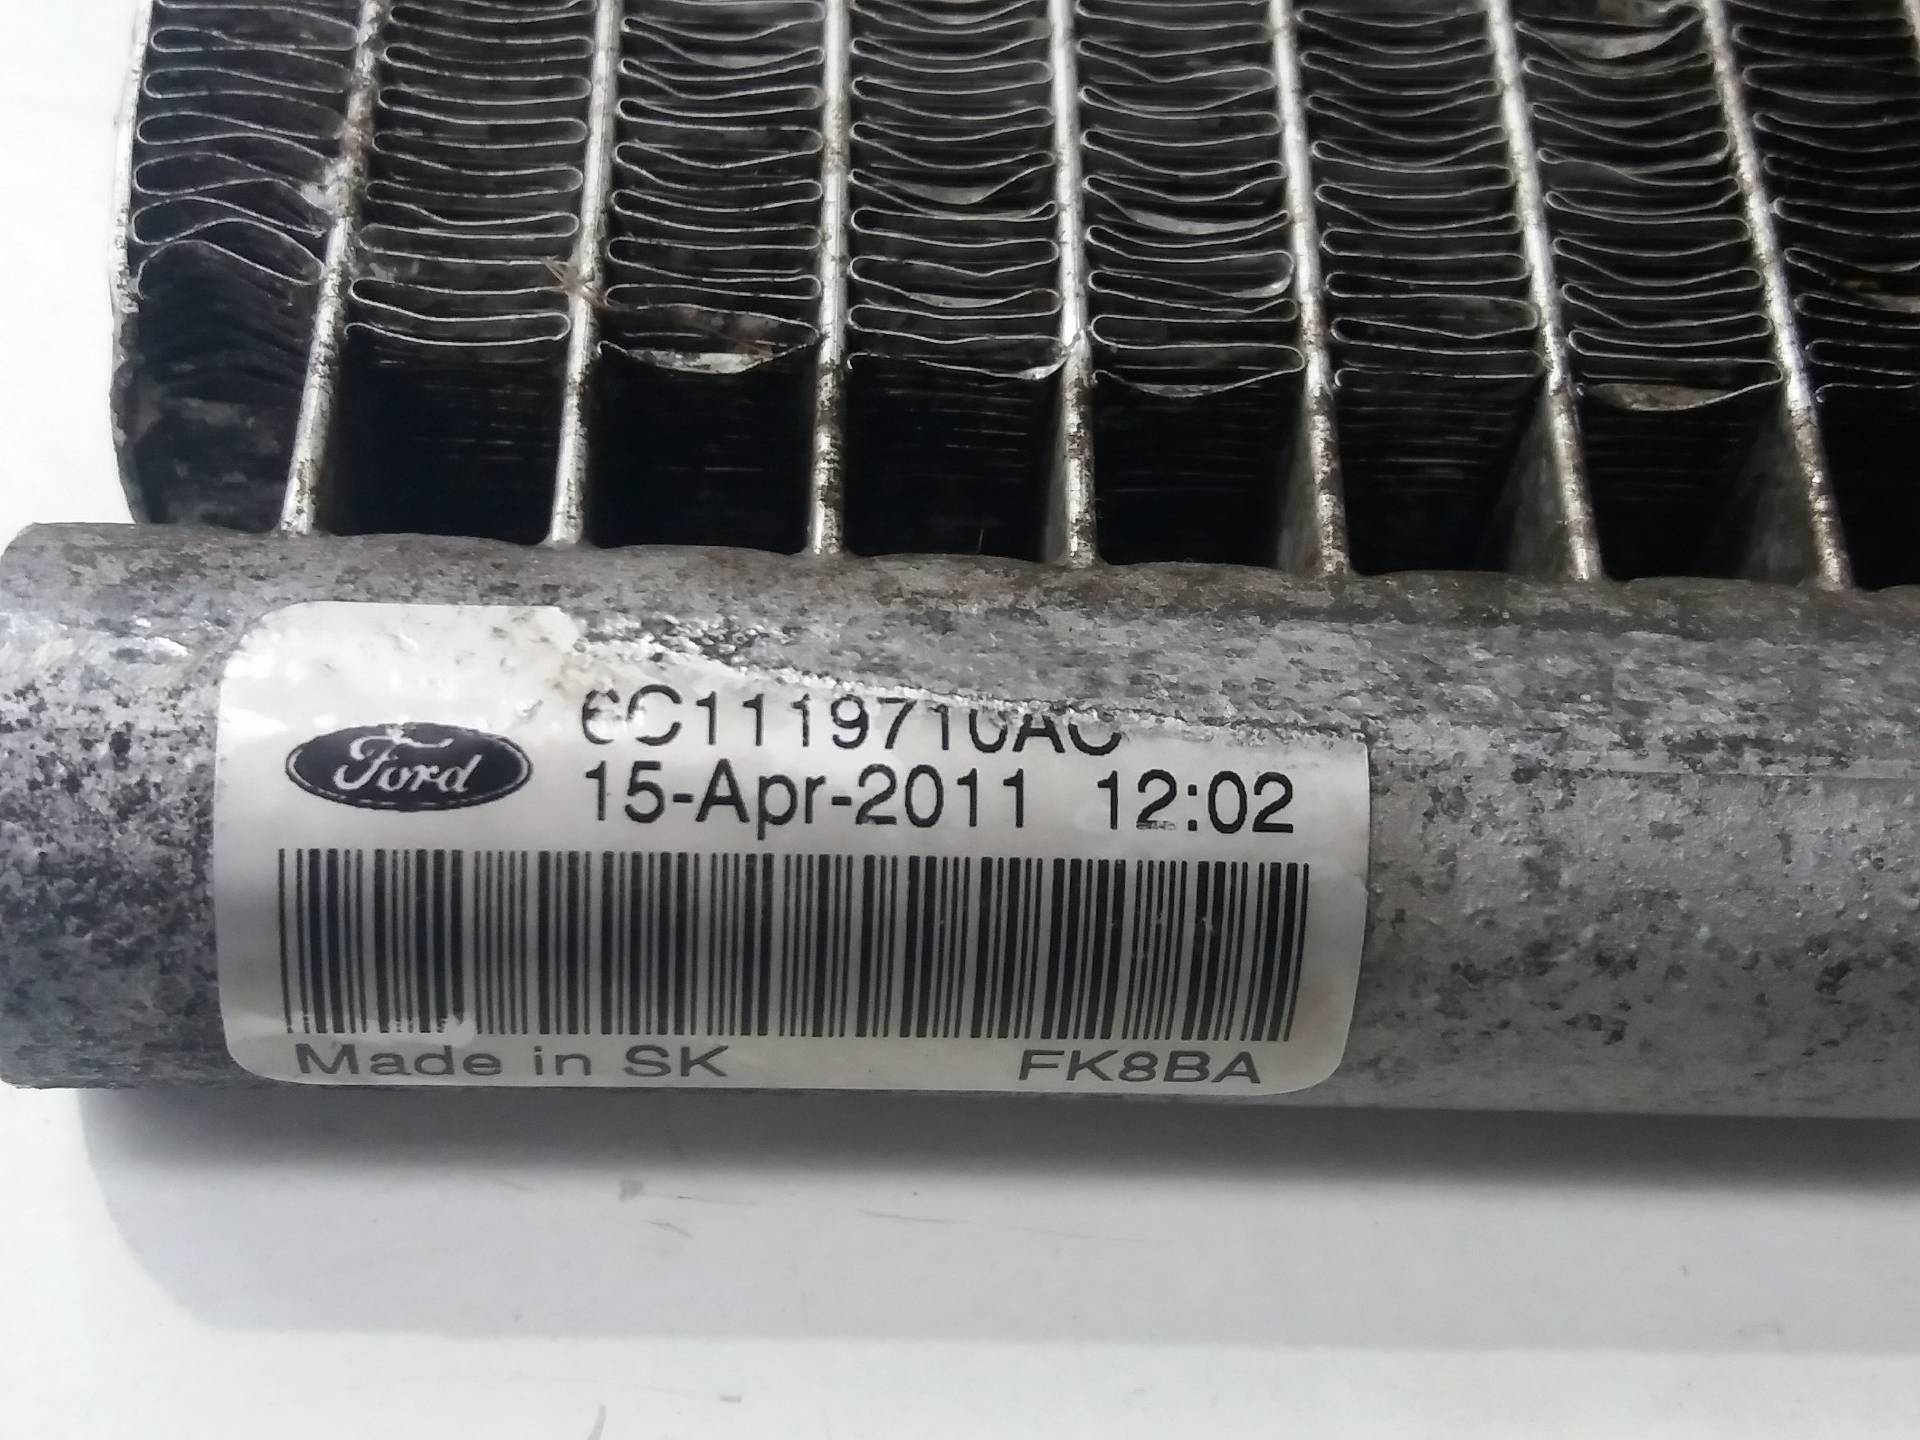 6C1119710AC
Ford
15-Apr-2011 12:02
Made in SK FK8BA